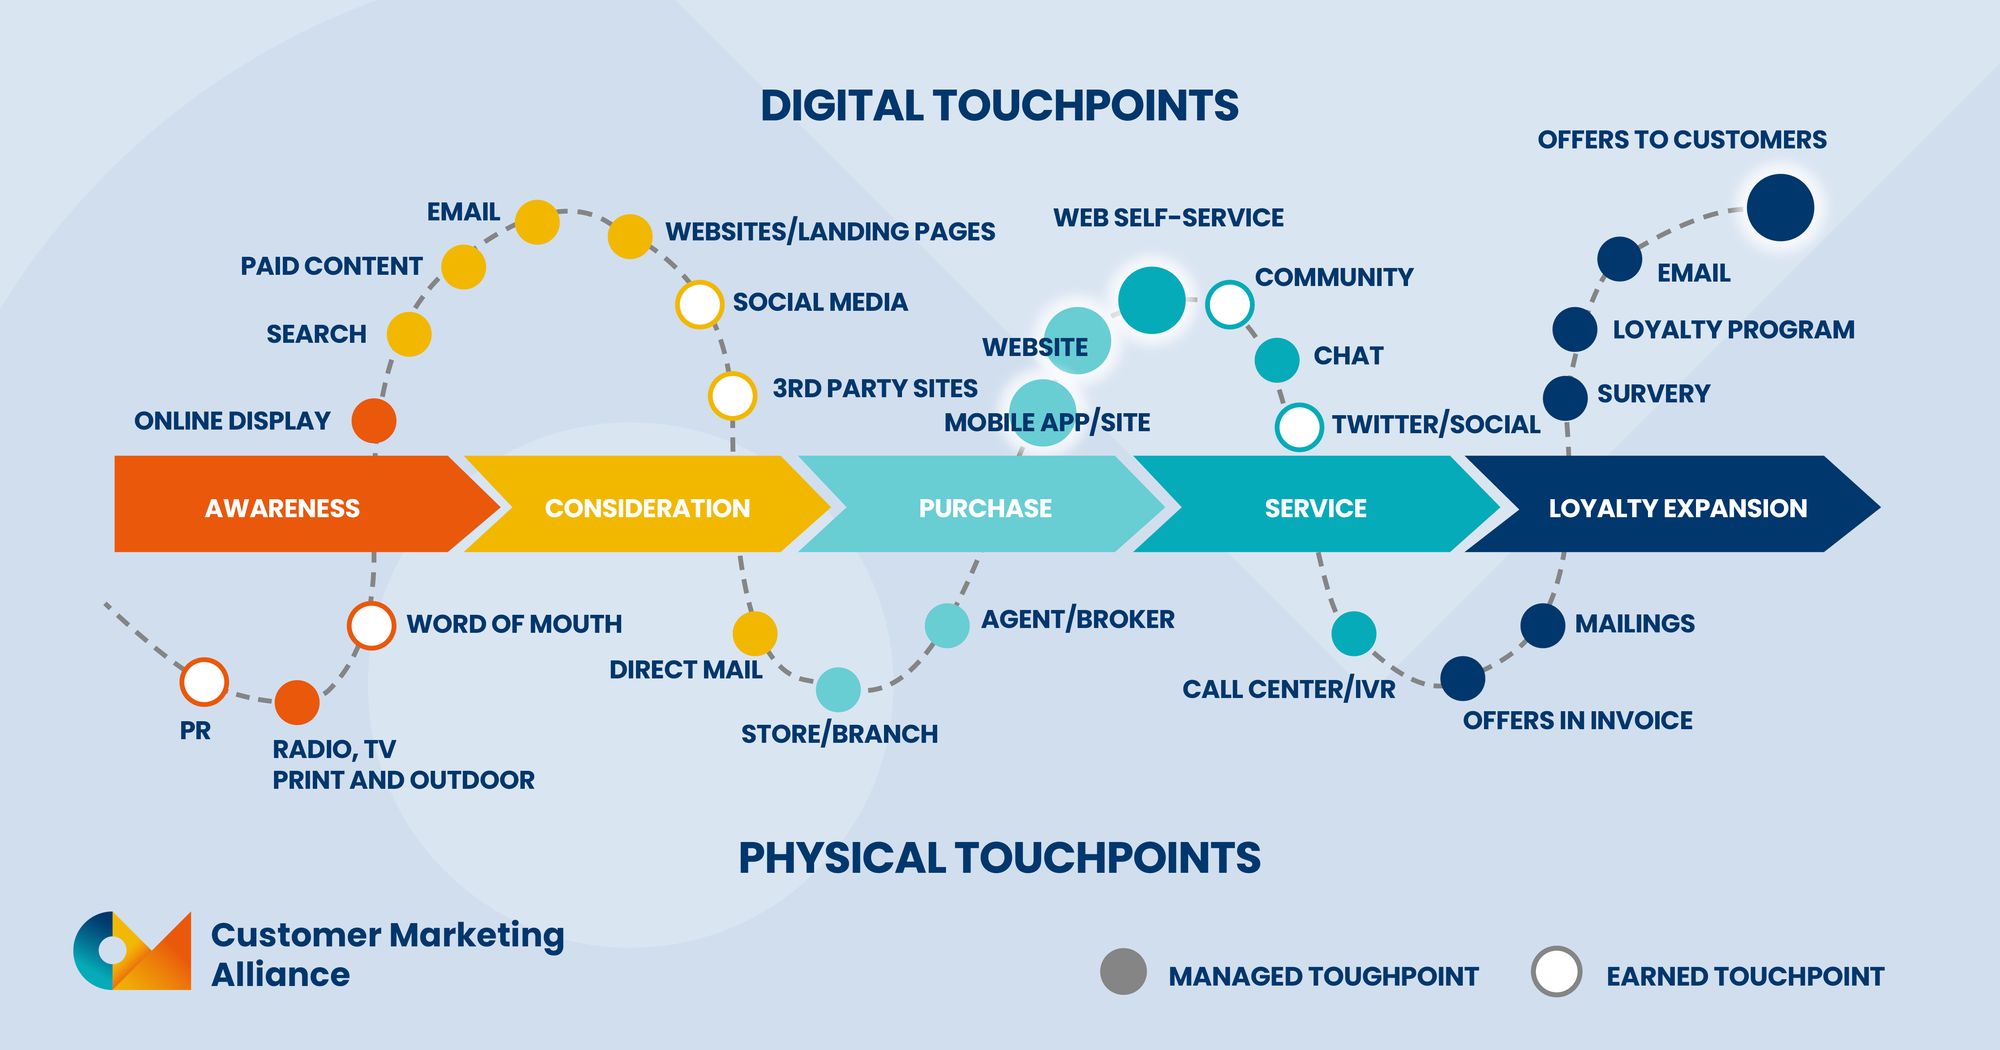 DIGITAL TOUCHPOINTS
OFFERS TO CUSTOMERS
EMAIL
WEBSITES/LANDING PAGES
WEB SELF-SERVICE
PAID CONTENT
COMMUNITY
EMAIL
SEARCH
SOCIAL MEDIA
WEBSITE
CHAT
LOYALTY PROGRAM
ONLINE DISPLAY
3RD PARTY SITES
MOBILE APP/SITE
TWITTER/SOCIAL
SURVERY
AWARENESS
CONSIDERATION
PURCHASE
SERVICE
LOYALTY EXPANSION
WORD OF MOUTH
AGENT/BROKER
MAILINGS
DIRECT MAIL
CALL CENTER/IVR
PR
STORE/BRANCH
OFFERS IN INVOICE
RADIO, TV
PRINT AND OUTDOOR
PHYSICAL TOUCHPOINTS
Customer Marketing
Alliance
MANAGED TOUGHPOINT
EARNED TOUCHPOINT